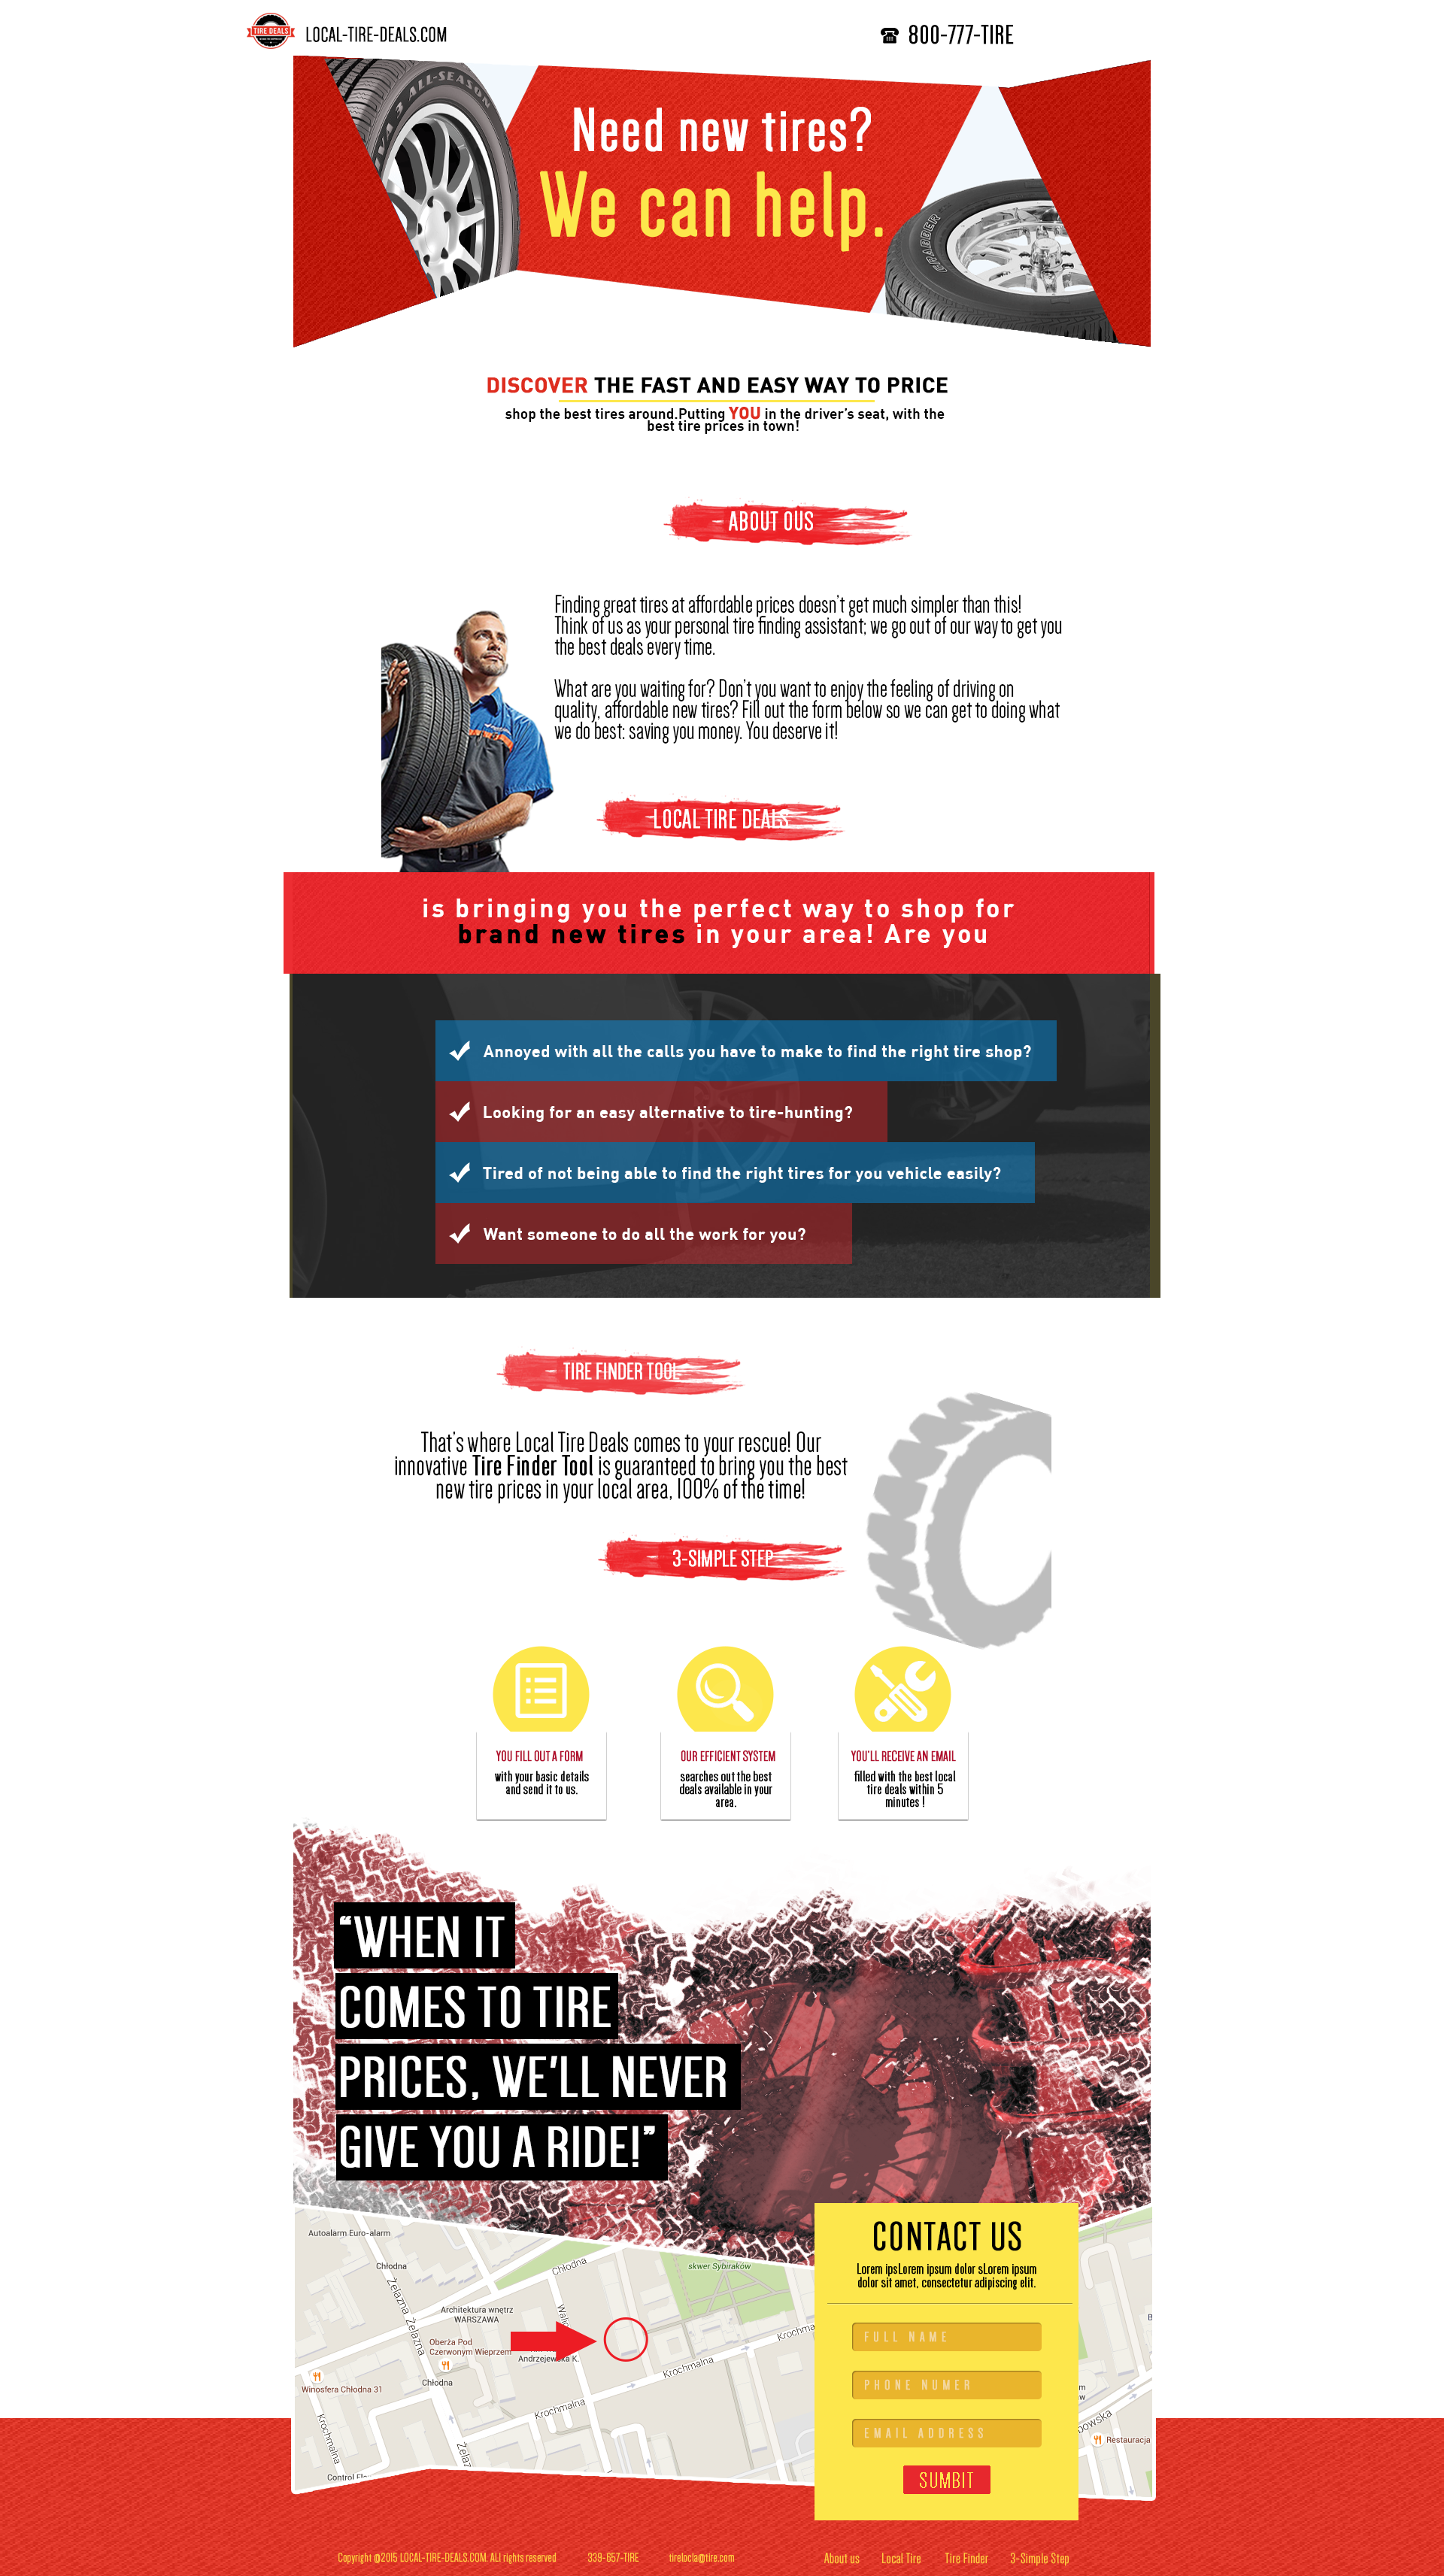 TIRE DEALS
LOCAL-TIRE-DEALS.COM
800-777-TIRE
3 ALL-SEASON
GRABBER
Need new tires?
We can help.
DISCOVER THE FAST AND EASY WAY TO PRICE
shop the best tires around.Putting YOU in the driver's seat, with the
best tire prices in town!
ABOUT OUS
Finding great tires at affordable prices doesn't get much simpler than this!
Think of us as your personal tire finding assistant; we go out of our way to get you
the best deals every time.
What are you waiting for? Don't you want to enjoy the feeling of driving on
quality, affordable new tires? Fill out the form below so we can get to doing what
we do best: saving you money. You deserve it!
LOCAL TIRE DEALS
is bringing you the perfect way to shop for
brand new tires in your area! Are you
Annoyed with all the calls you have to make to find the right tire shop?
Looking for an easy alternative to tire-hunting?
Tired of not being able to find the right tires for you vehicle easily?
Want someone to do all the work for you?
TIRE FINDER TOOL
That's where Local Tire Deals comes to your rescue! Our
innovative Tire Finder Tool is guaranteed to bring you the best
new tire prices in your local area, 100% of the time!
3-SIMPLE STEP
YOU FILL OUT A FORM
with your basic details
and send it to us.
OUR EFFICIENT SYSTEM
searches out the best
deals available in your
area.
YOU'LL RECEIVE AN EMAIL
filled with the best local
tire deals within 5
minutes !
“WHEN IT
COMES TO TIRE
PRICES, WE'LL NEVER
GIVE YOU A RIDE!”
Autoalarm Euro-alarm
Chłodna
Żelazna
Żelazna
Chłodna
skwer Sybiraków
Architektura wnętrz
WARSZAWA
Oberża Pod
Czerwonym Wieprzem
Andrzejewska K.
Chłodna
Winosfera Chłodna 31
Krochmalna
Krochmalna
Krochmalna
Restauracja
CONTACT US
Lorem ipsLorem ipsum dolor sLorem ipsum
dolor sit amet, consectetur adipiscing elit.
FULL NAME
PHONE NUMER
EMAIL ADDRESS
SUMBIT
Copyright @2015 LOCAL-TIRE-DEALS.COM. ALl rights reserved
339-657-TIRE
tirelocla@tire.com
About us
Local Tire
Tire Finder
3-Simple Step